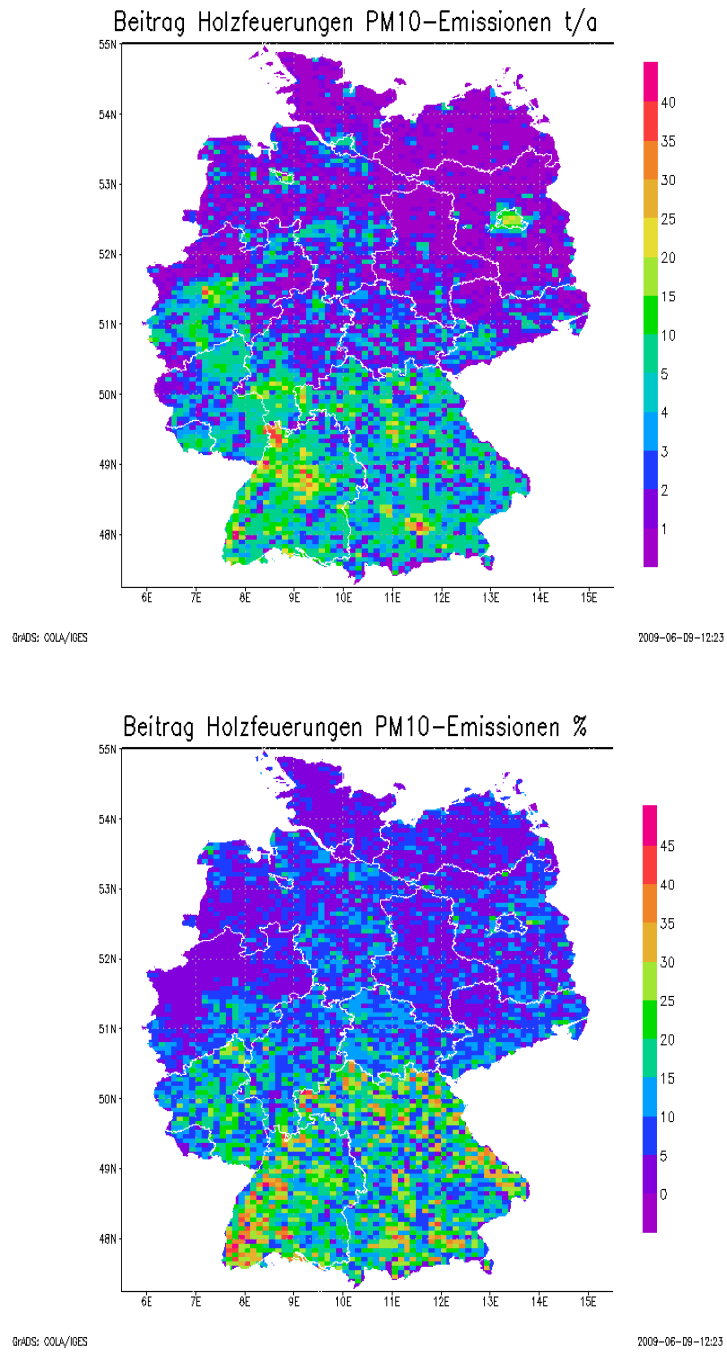 Beitrag Holzfeuerungen PM10-Emissionen t/a
55N
54N
53N
52N
51N
50N
49N
48N
6E 7E 8E 9E 10E 11E 12E 13E 14E 15E
40
35
30
25
20
15
10
5
4
3
2
1
GrADS: COLA/IGES
2009-06-09-12:23
Beitrag Holzfeuerungen PM10-Emissionen %
55N
54N
53N
52N
51N
50N
49N
48N
6E 7E 8E 9E 10E 11E 12E 13E 14E 15E
45
40
35
30
25
20
15
10
5
0
GrADS: COLA/IGES
2009-06-09-12:23